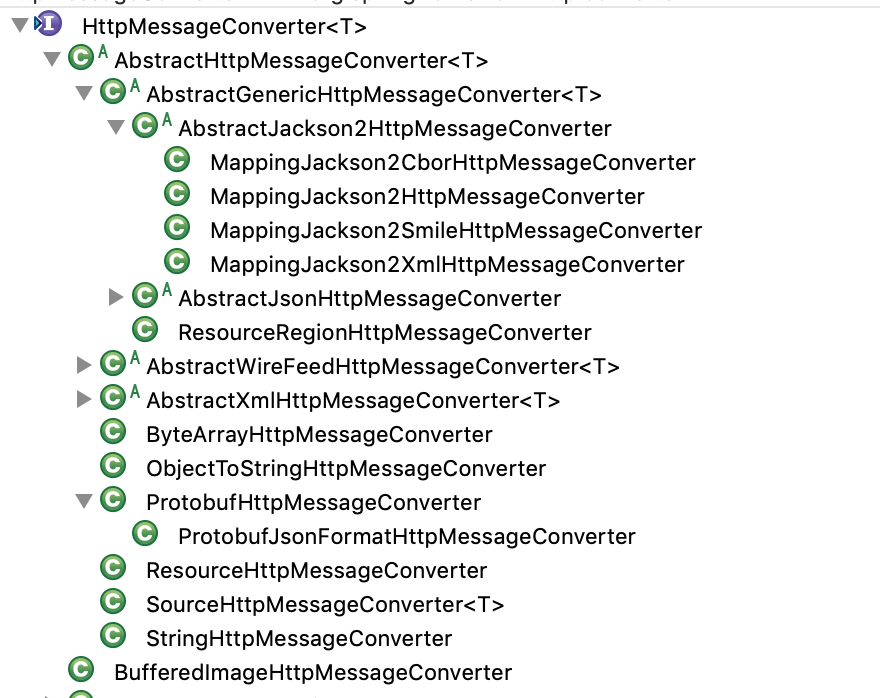 I HttpMessageConverter<T>
C A AbstractHttpMessageConverter<T>
C A AbstractGenericHttpMessageConverter<T>
C A AbstractJackson2HttpMessageConverter
C MappingJackson2CborHttpMessageConverter
C MappingJackson2HttpMessageConverter
C MappingJackson2SmileHttpMessageConverter
C MappingJackson2XmlHttpMessageConverter
C A AbstractJsonHttpMessageConverter
C ResourceRegionHttpMessageConverter
C A AbstractWireFeedHttpMessageConverter<T>
C A AbstractXmlHttpMessageConverter<T>
C ByteArrayHttpMessageConverter
C ObjectToStringHttpMessageConverter
C ProtobufHttpMessageConverter
C ProtobufJsonFormatHttpMessageConverter
C ResourceHttpMessageConverter
C SourceHttpMessageConverter<T>
C StringHttpMessageConverter
C BufferedImageHttpMessageConverter